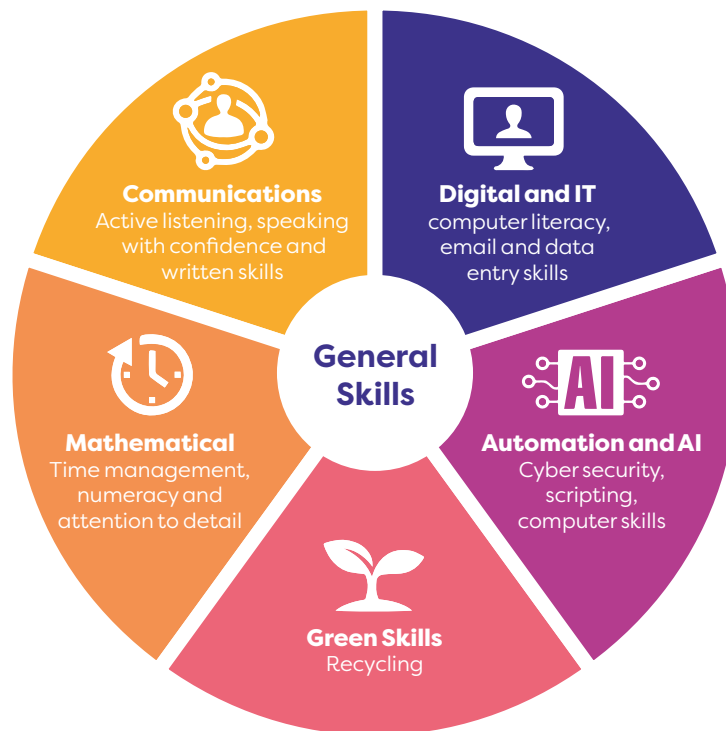 Communications
Active listening, speaking
with confidence and
written skills
Digital and IT
computer literacy,
email and data
entry skills
General
Skills
Mathematical
Time management,
numeracy and
attention to detail
AI
Automation and AI
Cyber security,
scripting,
computer skills
Green Skills
Recycling